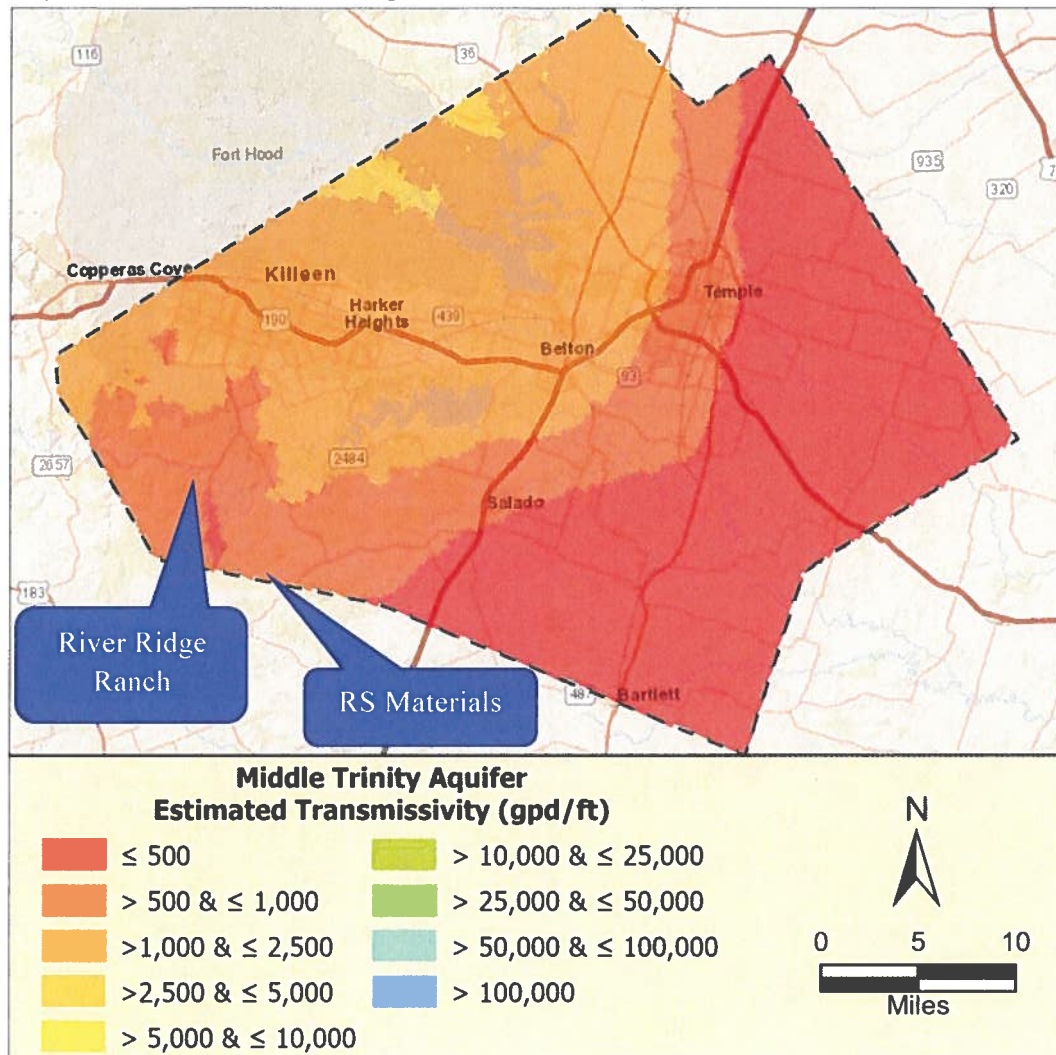 116
36
Fort Hood
935
320
7
Copperas Cove
Killeen
Harker
Heights
190
439
Temple
Belton
93
2657
2484
Salado
183
River Ridge
Ranch
RS Materials
487
Bartlett
Middle Trinity Aquifer
Estimated Transmissivity (gpd/ft)
≤ 500
> 500 & ≤ 1,000
>1,000 & ≤ 2,500
>2,500 & ≤ 5,000
> 5,000 & ≤ 10,000
> 10,000 & ≤ 25,000
> 25,000 & ≤ 50,000
> 50,000 & ≤ 100,000
> 100,000
N
0 5 10
Miles